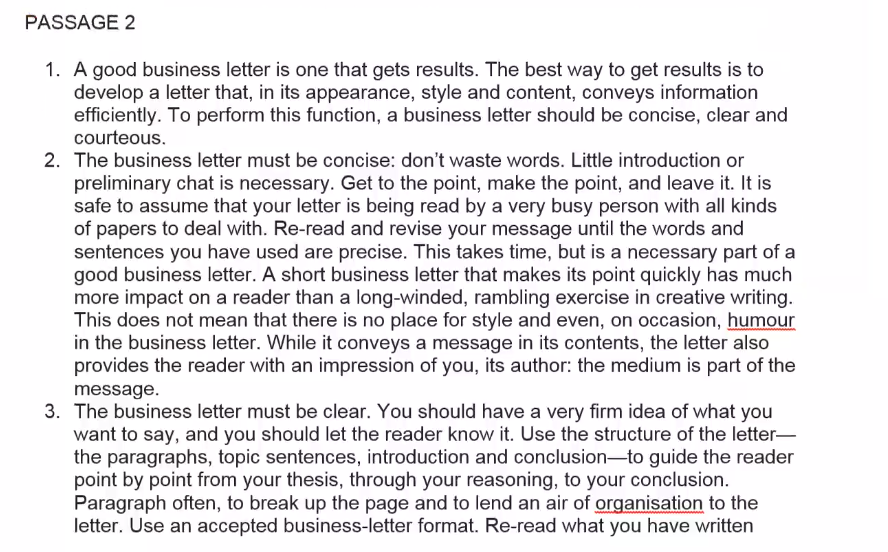 PASSAGE 2
1. A good business letter is one that gets results. The best way to get results is to
develop a letter that, in its appearance, style and content, conveys information
efficiently. To perform this function, a business letter should be concise, clear and
courteous.
2. The business letter must be concise: don’t waste words. Little introduction or
preliminary chat is necessary. Get to the point, make the point, and leave it. It is
safe to assume that your letter is being read by a very busy person with all kinds
of papers to deal with. Re-read and revise your message until the words and
sentences you have used are precise. This takes time, but is a necessary part of a
good business letter. A short business letter that makes its point quickly has much
more impact on a reader than a long-winded, rambling exercise in creative writing.
This does not mean that there is no place for style and even, on occasion, humour
in the business letter. While it conveys a message in its contents, the letter also
provides the reader with an impression of you, its author: the medium is part of the
message.
3. The business letter must be clear. You should have a very firm idea of what you
want to say, and you should let the reader know it. Use the structure of the letter—
the paragraphs, topic sentences, introduction and conclusion—to guide the reader
point by point from your thesis, through your reasoning, to your conclusion.
Paragraph often, to break up the page and to lend an air of organisation to the
letter. Use an accepted business-letter format. Re-read what you have written